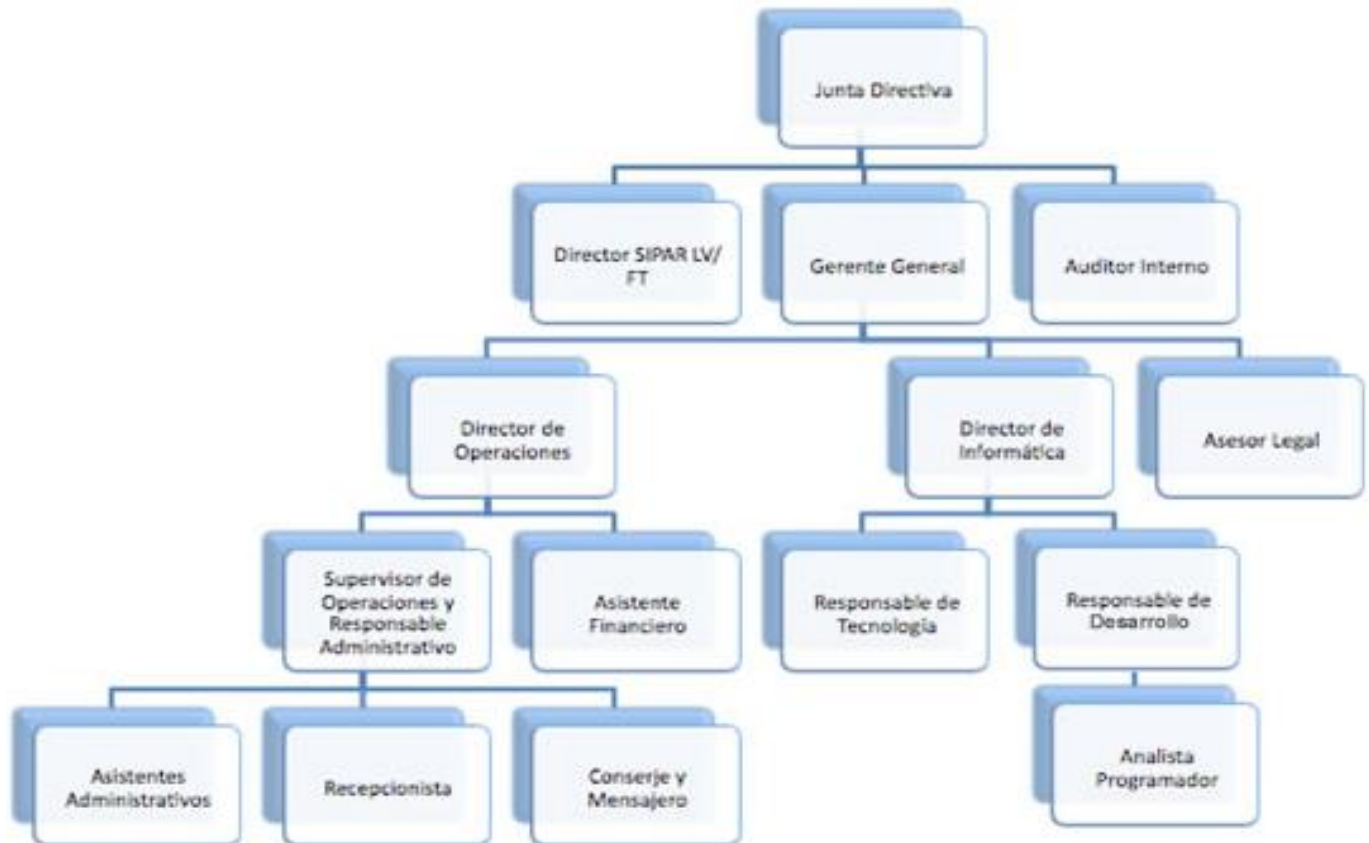 Junta Directiva
Director SIPAR LV/
FT
Gerente General
Auditor Interno
Director de
Operaciones
Director de
Informática
Asesor Legal
Supervisor de
Operaciones y
Responsable
Administrativo
Asistente
Financiero
Responsable de
Tecnología
Responsable de
Desarrollo
Asistentes
Administrativos
Recepcionista
Conserje y
Mensajero
Analista
Programador